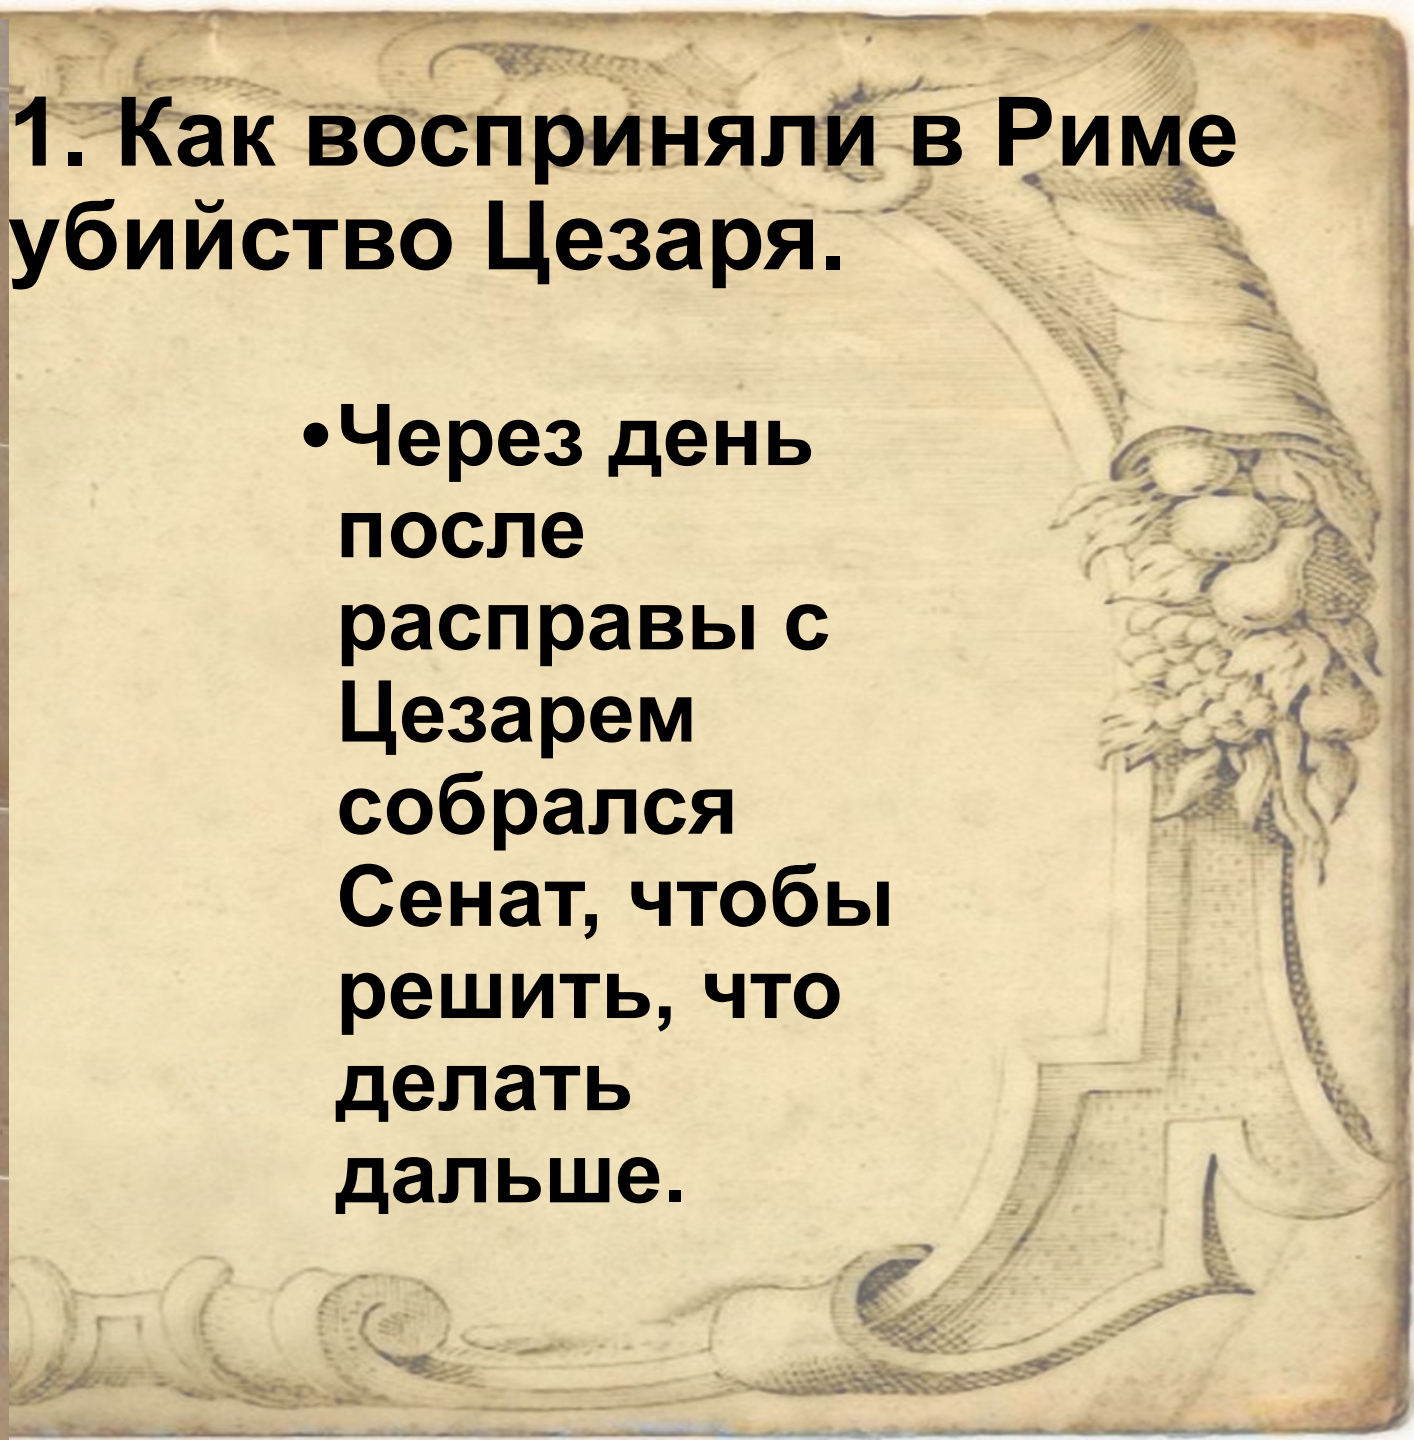 1. Как восприняли в Риме
убийство Цезаря.
•Через день
после
расправы с
Цезарем
собрался
Сенат, чтобы
решить, что
делать
дальше.